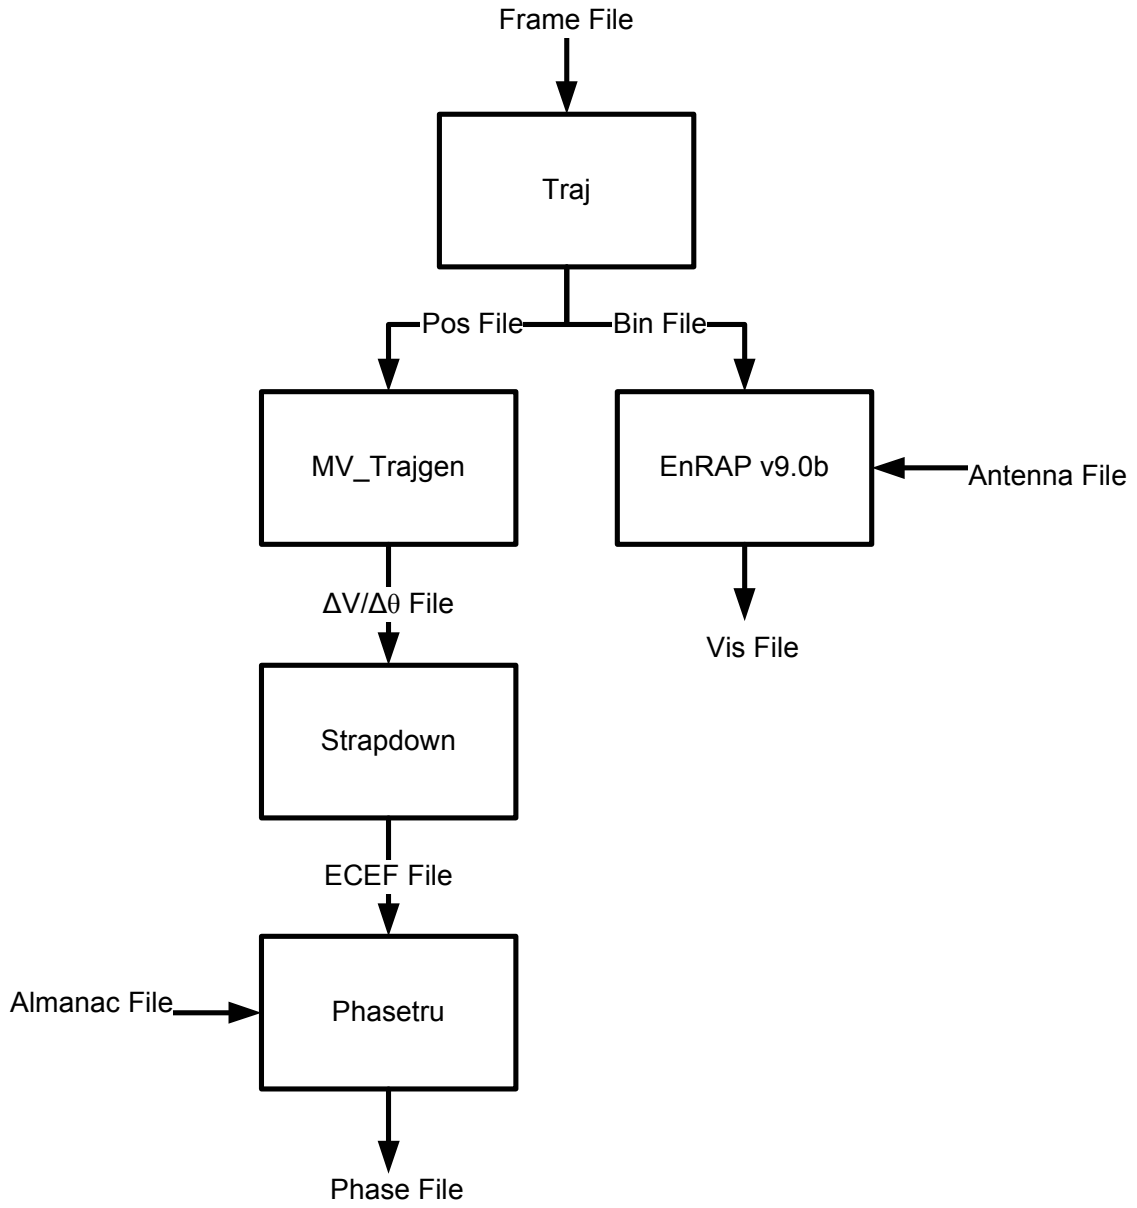 Frame File
Traj
Pos File
Bin File
MV_Trajgen
EnRAP v9.0b
Antenna File
ΔV/Δθ File
Vis File
Strapdown
ECEF File
Almanac File
Phasetru
Phase File